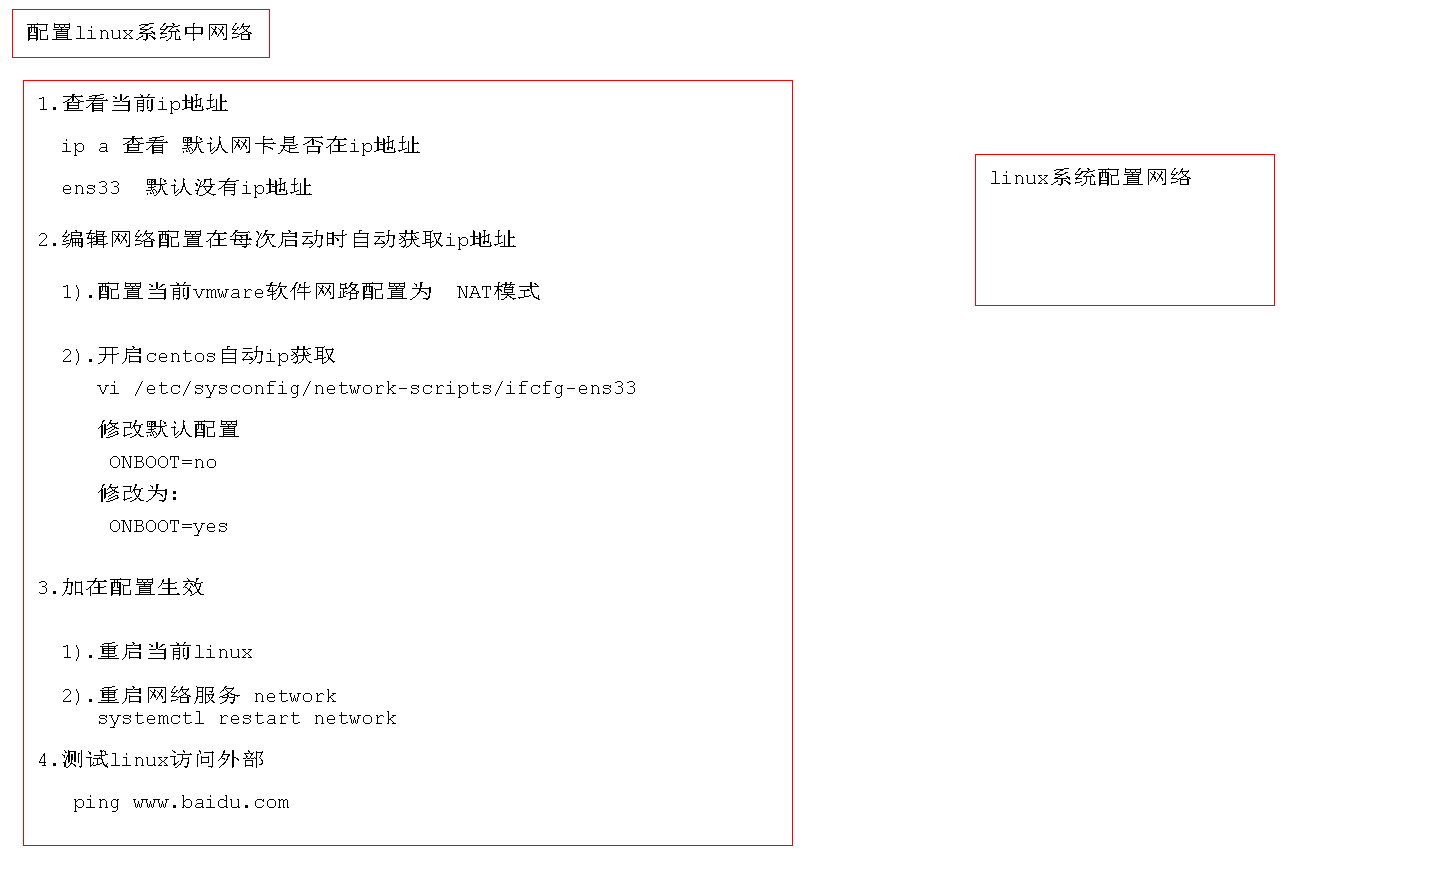 配置linux系统中网络
1.查看当前ip地址
ip a 查看 默认网卡是否在ip地址
ens33 默认没有ip地址
2.编辑网络配置在每次启动时自动获取ip地址
1).配置当前vmware软件网路配置为 NAT模式
2).开启centos自动ip获取
vi /etc/sysconfig/network-scripts/ifcfg-ens33
修改默认配置
ONBOOT=no
修改为:
ONBOOT=yes
3.加在配置生效
1).重启当前linux
2).重启网络服务 network
systemctl restart network
4.测试linux访问外部
ping www.baidu.com
linux系统配置网络